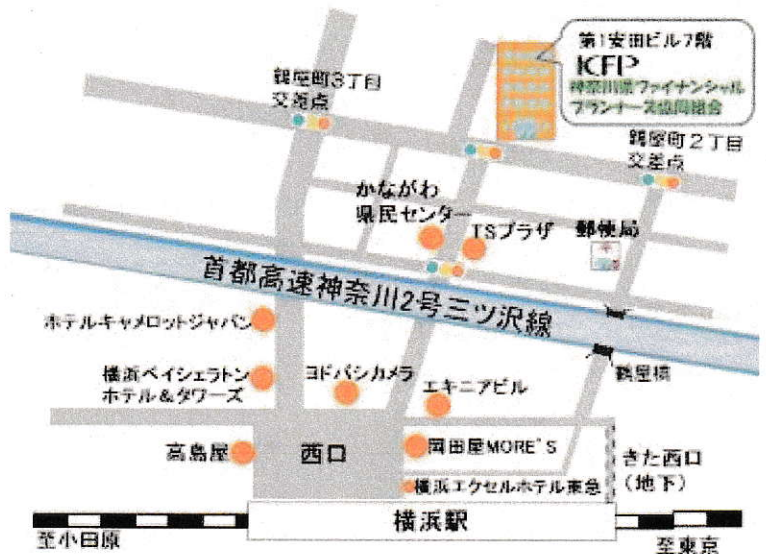 第1安田ビル7階
KFP
神奈川県ファイナンシャル
プランナーズ協同組合
鶴屋町3丁目
交差点
鶴屋町2丁目
交差点
かながわ
県民センター
TSプラザ
郵便局
首都高速神奈川2号三ツ沢線
ホテルキャメロットジャパン
横浜ベイシェラトン
ホテル&タワーズ
ヨドバシカメラ
エキニアビル
鶴屋橋
高島屋
西口
岡田屋MORE'S
きた西口
(地下)
横浜エクセルホテル東急
横浜駅
至小田原
至東京